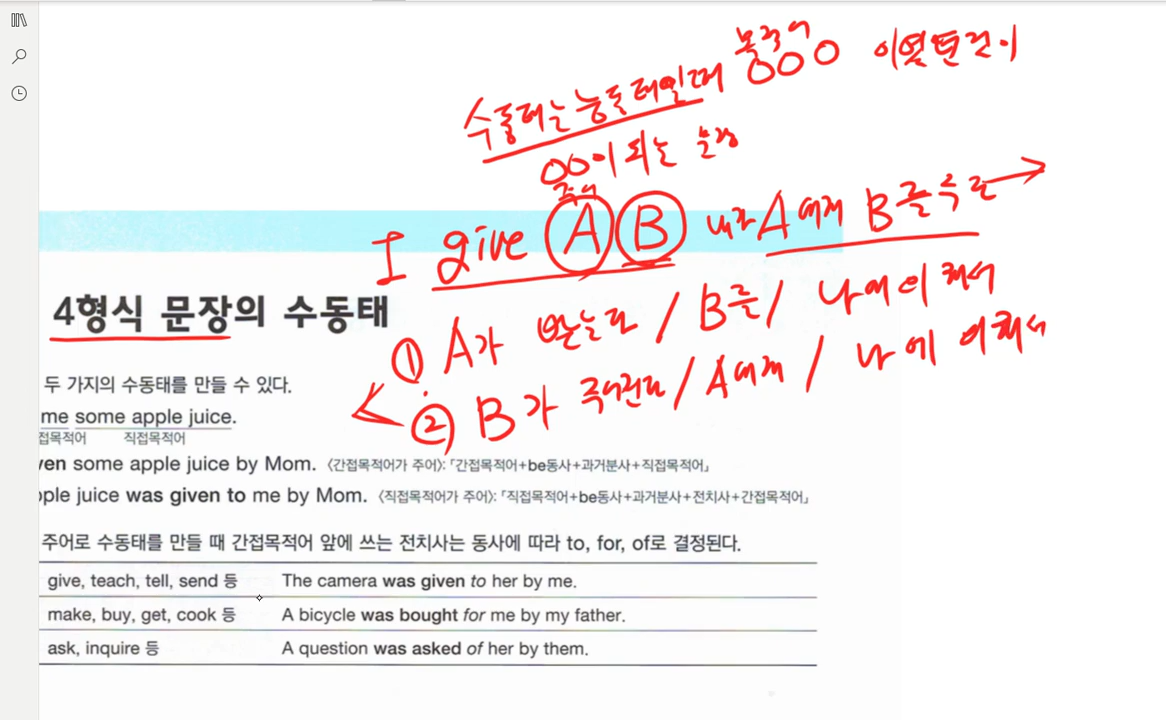 목적어
수동태는 능동태일때 OOO 이었던것이
OO이 되는 문장
주어
I give A B 내가 A에게 B를 주는
4형식 문장의 수동태
① A가 받는다 / B를 / 나에 의해서
② B가 주어진다 / A에게 / 나에 의해서
두 가지의 수동태를 만들 수 있다.
me some apple juice.
접목적어 직접목적어
ven some apple juice by Mom. 〈간접목적어가 주어〉: 「간접목적어+be동사+과거분사+직접목적어」
pple juice was given to me by Mom. 〈직접목적어가 주어〉: 「직접목적어+be동사+과거분사+전치사+간접목적어」
주어로 수동태를 만들 때 간접목적어 앞에 쓰는 전치사는 동사에 따라 to, for, of로 결정된다.
give, teach, tell, send 등 The camera was given to her by me.
make, buy, get, cook 등 A bicycle was bought for me by my father.
ask, inquire 등 A question was asked of her by them.